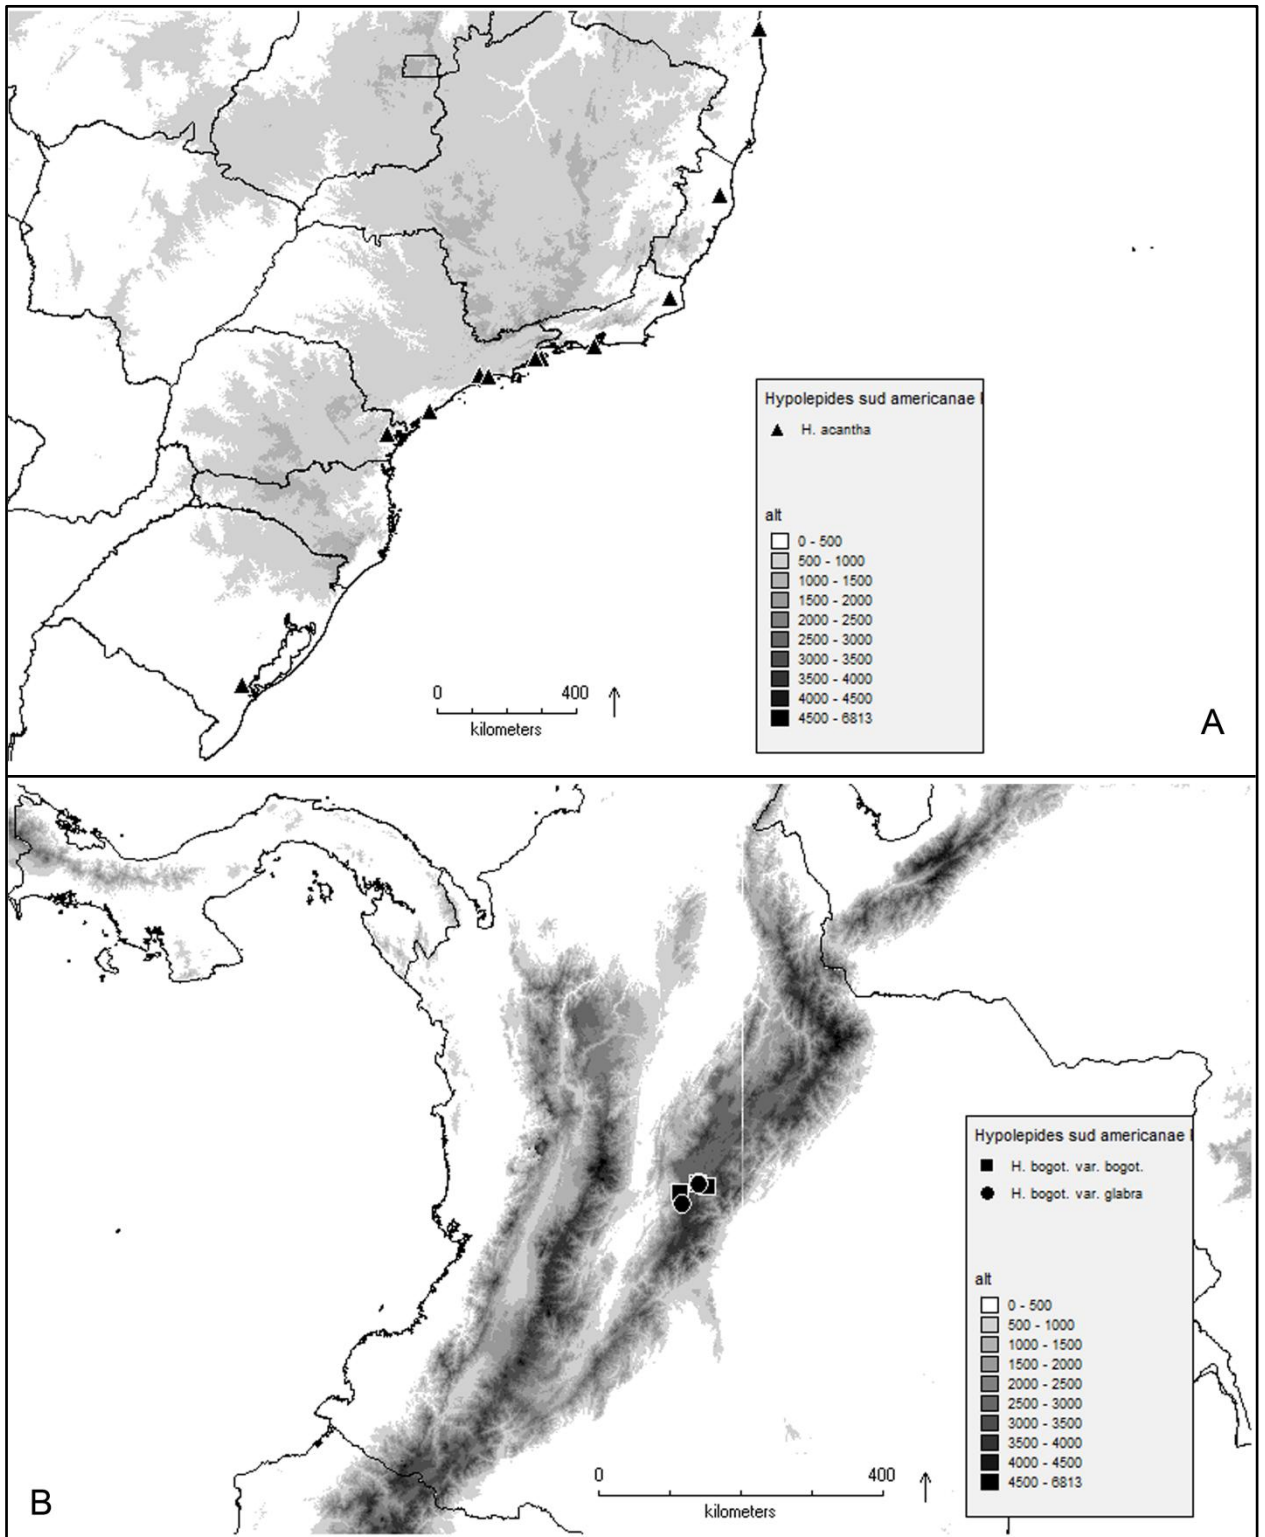 Hypolepides sud americanae
H. acantha
alt
0 - 500
500 - 1000
1000 - 1500
1500 - 2000
2000 - 2500
2500 - 3000
3000 - 3500
3500 - 4000
4000 - 4500
4500 - 6813
0 400
kilometers
A
Hypolepides sud americanae
H. bogot. var. bogot.
H. bogot. var. glabra
alt
0 - 500
500 - 1000
1000 - 1500
1500 - 2000
2000 - 2500
2500 - 3000
3000 - 3500
3500 - 4000
4000 - 4500
4500 - 6813
0 400
kilometers
B